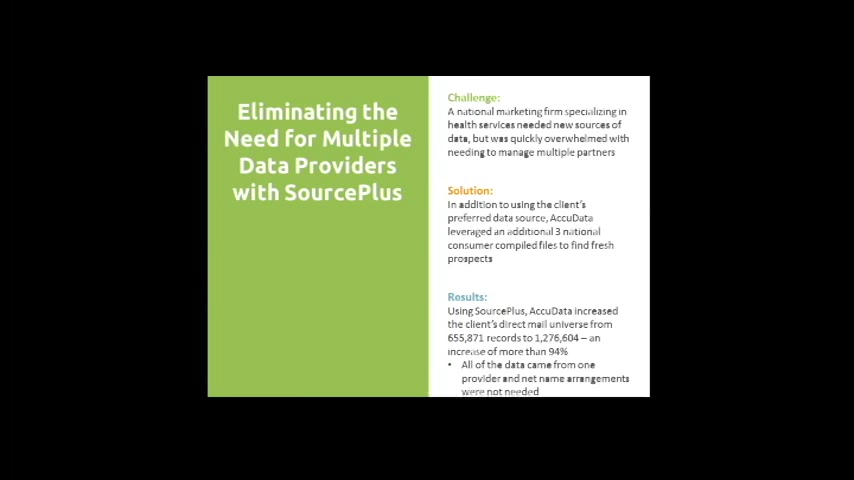 Eliminating the
Need for Multiple
Data Providers
with SourcePlus
Challenge:
A national marketing firm specializing in
health services needed new sources of
data, but was quickly overwhelmed with
needing to manage multiple partners
Solution:
In addition to using the client's
preferred data source, AccuData
leveraged an additional 3 national
consumer compiled files to find fresh
prospects
Results:
Using SourcePlus, AccuData increased
the client's direct mail universe from
655,871 records to 1,276,604 – an
increase of more than 94%
• All of the data came from one
provider and net name arrangements
were not needed